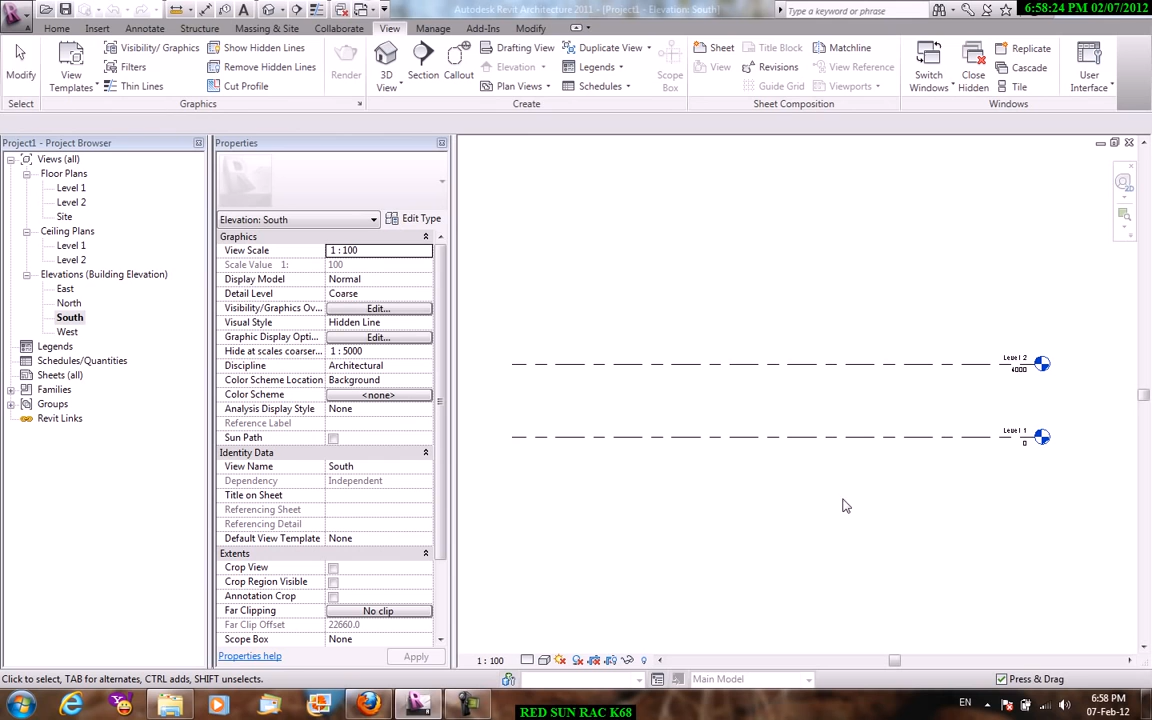 Autodesk Revit Architecture 2011 - [Project1 - Elevation: South]
Type a keyword or phrase
6:58:24 PM 02/07/2012
Home
Insert
Annotate
Structure
Massing & Site
Collaborate
View
Manage
Add-Ins
Modify
Modify
View
Templates
Visibility/ Graphics
Filters
Thin Lines
Show Hidden Lines
Remove Hidden Lines
Cut Profile
Render
3D
View
Section
Callout
Drafting View
Elevation
Plan Views
Duplicate View
Legends
Schedules
Scope
Box
Sheet
View
Title Block
Revisions
Guide Grid
Matchline
View Reference
Viewports
Switch
Windows
Close
Hidden
Replicate
Cascade
Tile
User
Interface
Select
Graphics
Create
Sheet Composition
Windows
Project1 - Project Browser
Views (all)
Floor Plans
Level 1
Level 2
Site
Ceiling Plans
Level 1
Level 2
Elevations (Building Elevation)
East
North
South
West
Legends
Schedules/Quantities
Sheets (all)
Families
Groups
Revit Links
Properties
Elevation: South
Edit Type
Graphics
View Scale 1 : 100
Scale Value 1: 100
Display Model Normal
Detail Level Coarse
Visibility/Graphics Ov... Edit...
Visual Style Hidden Line
Graphic Display Opti... Edit...
Hide at scales coarser... 1 : 5000
Discipline Architectural
Color Scheme Location Background
Color Scheme <none>
Analysis Display Style None
Reference Label
Sun Path
Identity Data
View Name South
Dependency Independent
Title on Sheet
Referencing Sheet
Referencing Detail
Default View Template None
Extents
Crop View
Crop Region Visible
Annotation Crop
Far Clipping No clip
Far Clip Offset 22660.0
Scope Box None
Properties help
Apply
Level 2
4000
Level 1
0
2D
1 : 100
Click to select, TAB for alternates, CTRL adds, SHIFT unselects.
Main Model
Press & Drag
EN
6:58 PM
07-Feb-12
RED SUN RAC K68